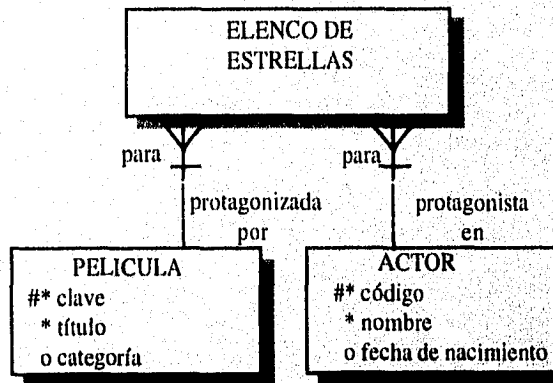 ELENCO DE
ESTRELLAS
para
para
protagonizada
por
protagonista
en
PELICULA
#* clave
* título
o categoría
ACTOR
#* código
* nombre
o fecha de nacimiento